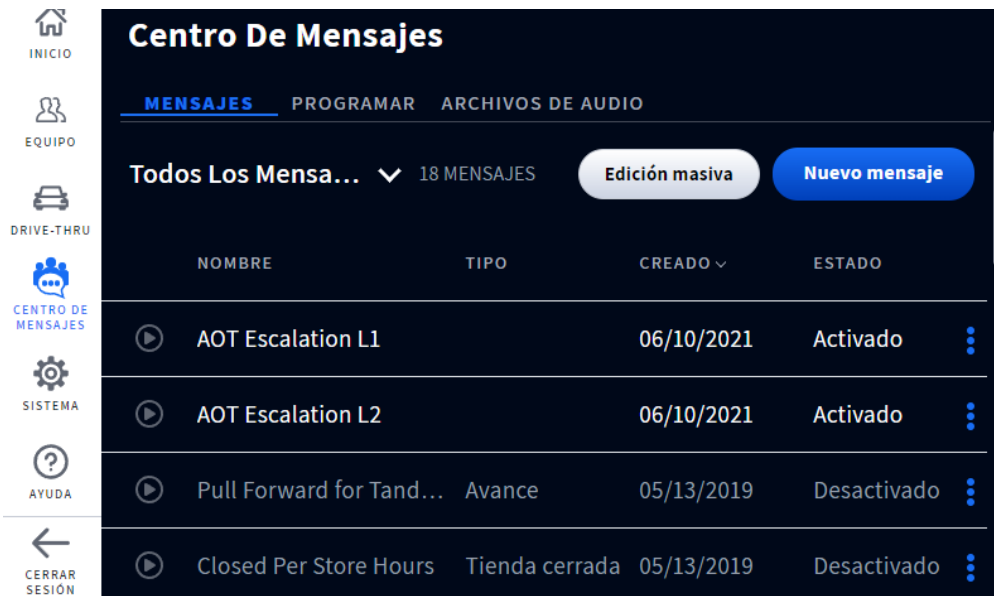 INICIO
EQUIPO
DRIVE-THRU
CENTRO DE
MENSAJES
SISTEMA
AYUDA
CERRAR
SESIÓN
Centro De Mensajes
MENSAJES PROGRAMAR ARCHIVOS DE AUDIO
Todos Los Mensa... 18 MENSAJES Edición masiva Nuevo mensaje
NOMBRE TIPO CREADO ESTADO
AOT Escalation L1 06/10/2021 Activado
AOT Escalation L2 06/10/2021 Activado
Pull Forward for Tand... Avance 05/13/2019 Desactivado
Closed Per Store Hours Tienda cerrada 05/13/2019 Desactivado